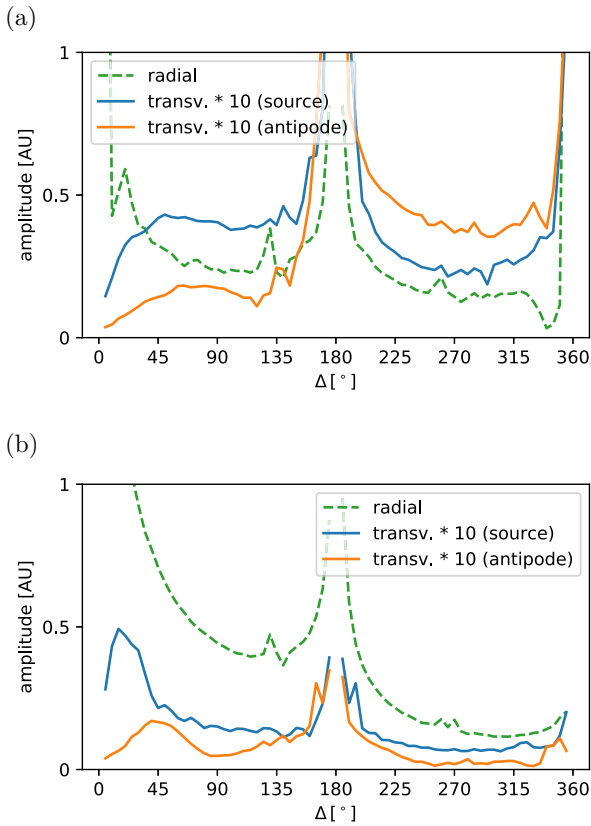 (a)
1
radial
transv. * 10 (source)
transv. * 10 (antipode)
amplitude [AU]
0.5
0
0 45 90 135 180 225 270 315 360
Δ [°]
(b)
1
radial
transv. * 10 (source)
transv. * 10 (antipode)
amplitude [AU]
0.5
0
0 45 90 135 180 225 270 315 360
Δ [°]